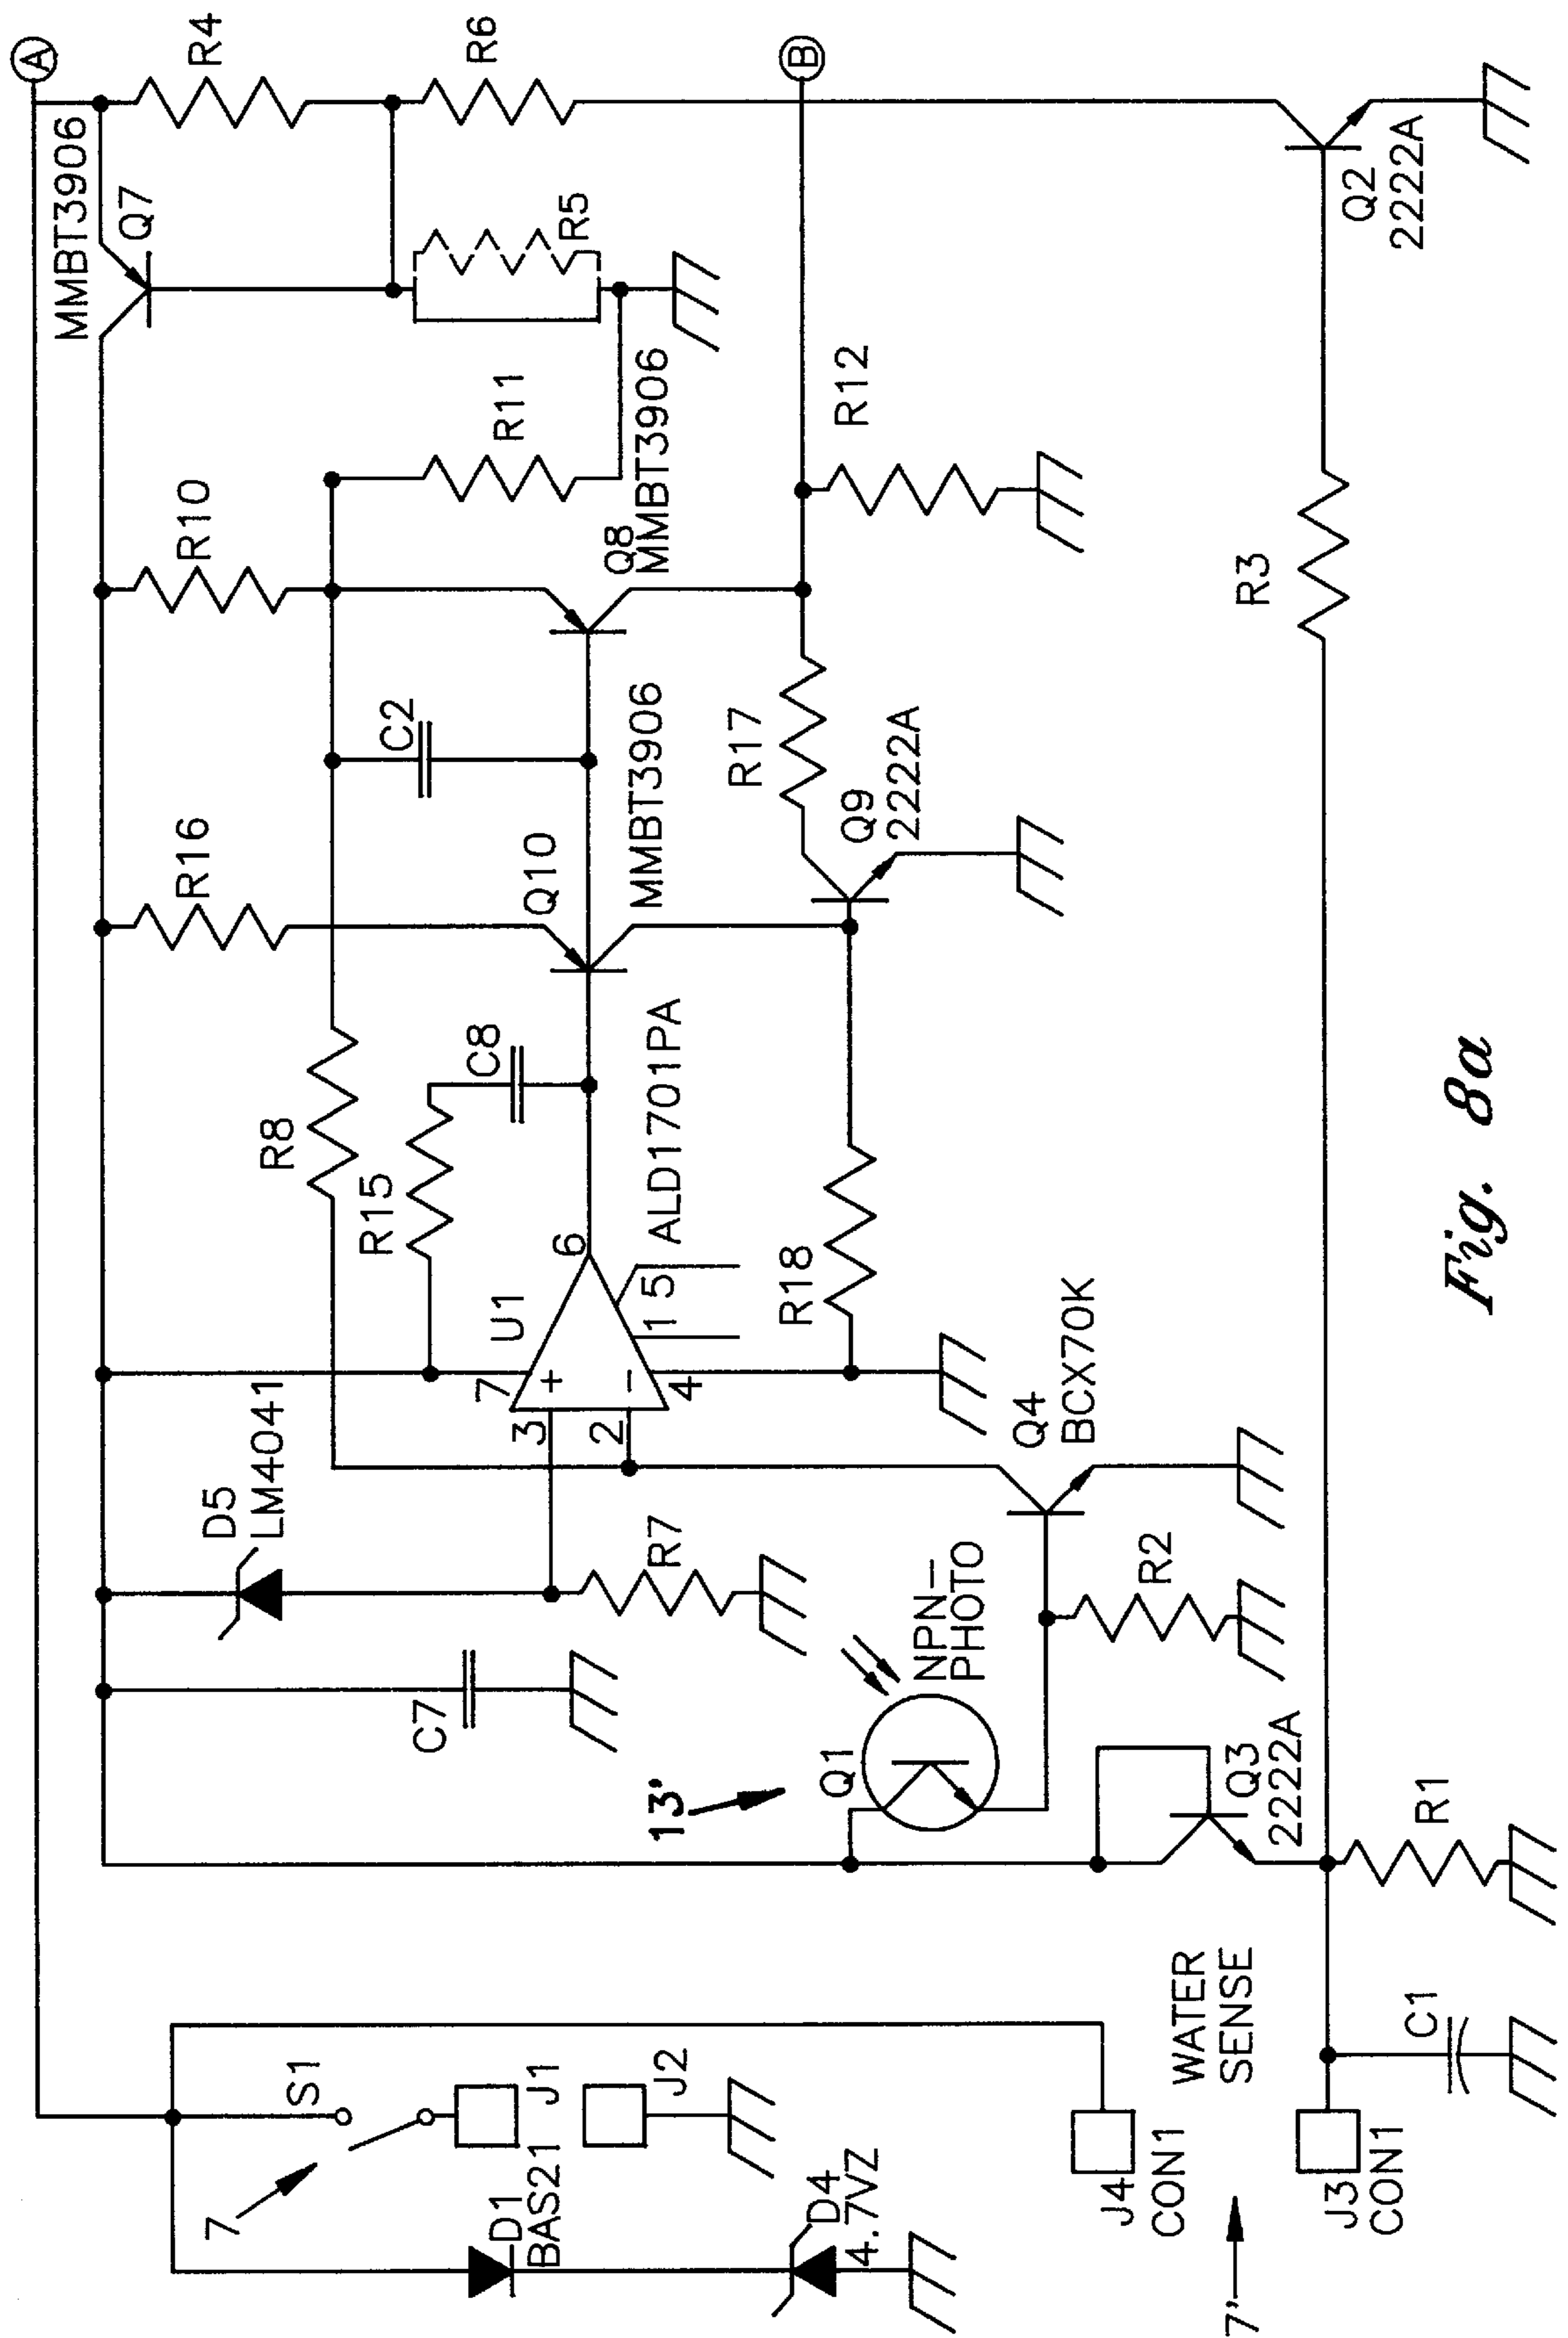 A
R4
R6
B
MMBT3906
Q7
R5
Q2
2222A
R10
R11
Q8
MMBT3906
R12
R3
R16
C2
Q10
MMBT3906
R17
Q9
2222A
R8
R15
C8
U1
7
+
3
6
-
2
4
1
5
ALD1701PA
R18
D5
LM4041
R7
Q4
BCX70K
R2
C7
13'
Q1
NPN-
PHOTO
Q3
2222A
R1
S1
7
J1
J2
D1
BAS21
D4
4.7VZ
J4
CON1
WATER
SENSE
7'
J3
CON1
C1
Fig. 8a